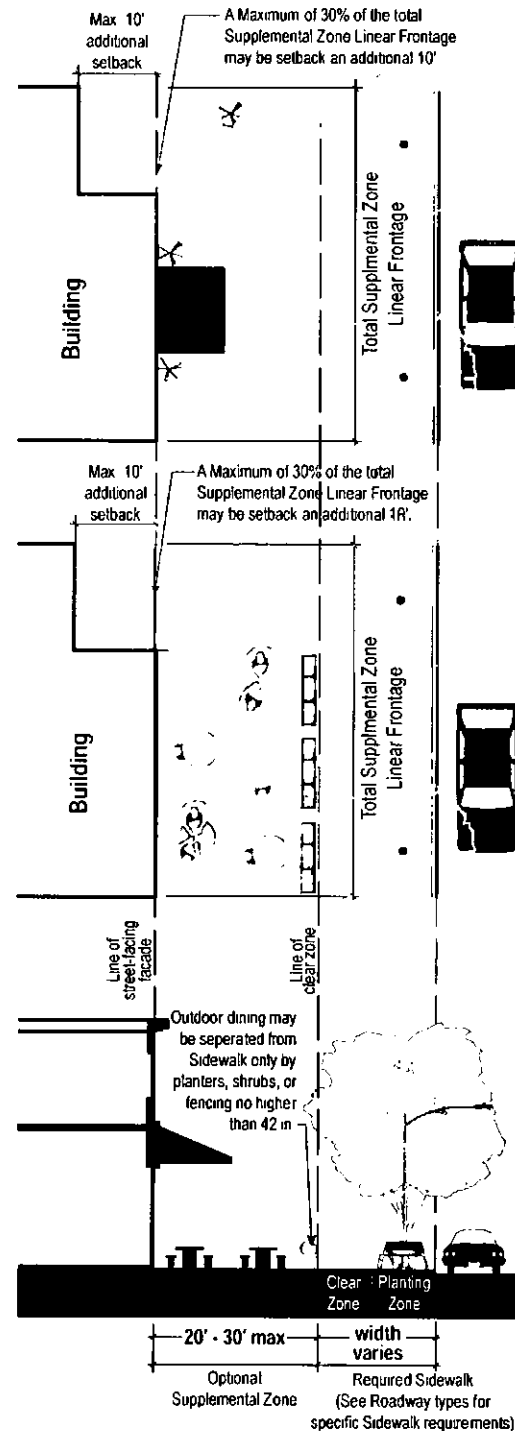 Max 10'
additional
setback
A Maximum of 30% of the total
Supplemental Zone Linear Frontage
may be setback an additional 10'
Building
Total Supplmental Zone
Linear Frontage
Max 10'
additional
setback
A Maximum of 30% of the total
Supplemental Zone Linear Frontage
may be setback an additional 1R'.
Building
Total Supplmental Zone
Linear Frontage
Line of
street-facing
facade
Line of
clear zone
Outdoor dining may
be seperated from
Sidewalk only by
planters, shrubs, or
fencing no higher
than 42 in
Clear Planting
Zone Zone
20' - 30' max
width
varies
Optional
Supplemental Zone
Required Sidewalk
(See Roadway types for
specific Sidewalk requirements)